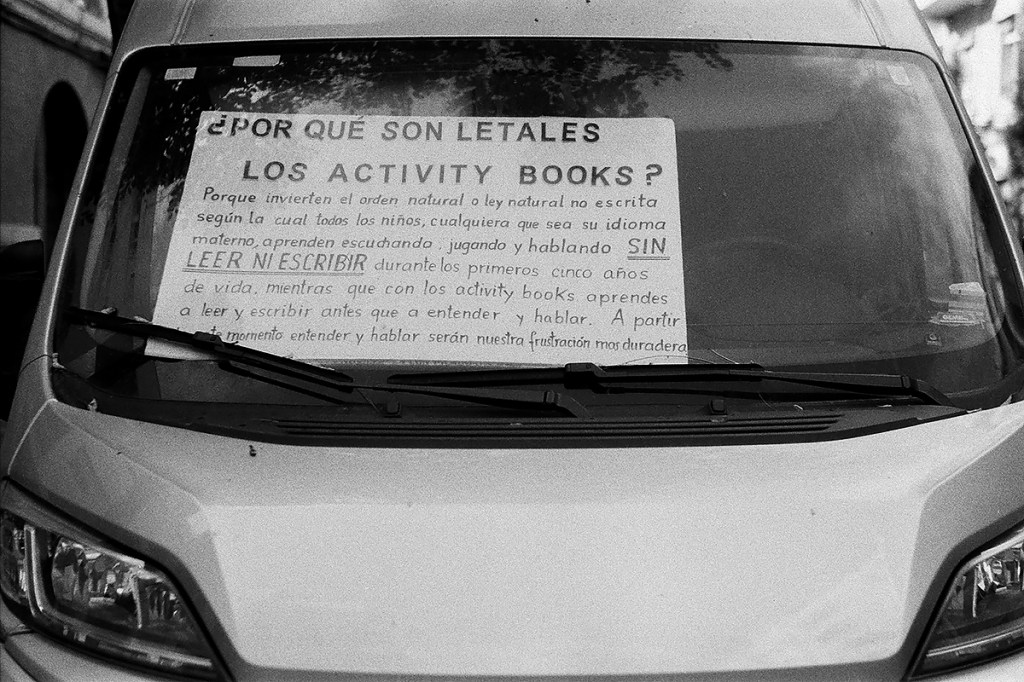 ¿POR QUÉ SON LETALES
LOS ACTIVITY BOOKS?
Porque invierten el orden natural o ley natural no escrita
según la cual todos los niños, cualquiera que sea su idioma
materno, aprenden escuchando, jugando y hablando SIN
LEER NI ESCRIBIR durante los primeros cinco años
de vida, mientras que con los activity books aprendes
a leer y escribir antes que a entender y hablar. A partir
momento entender y hablar serán nuestra frustración mas duradera